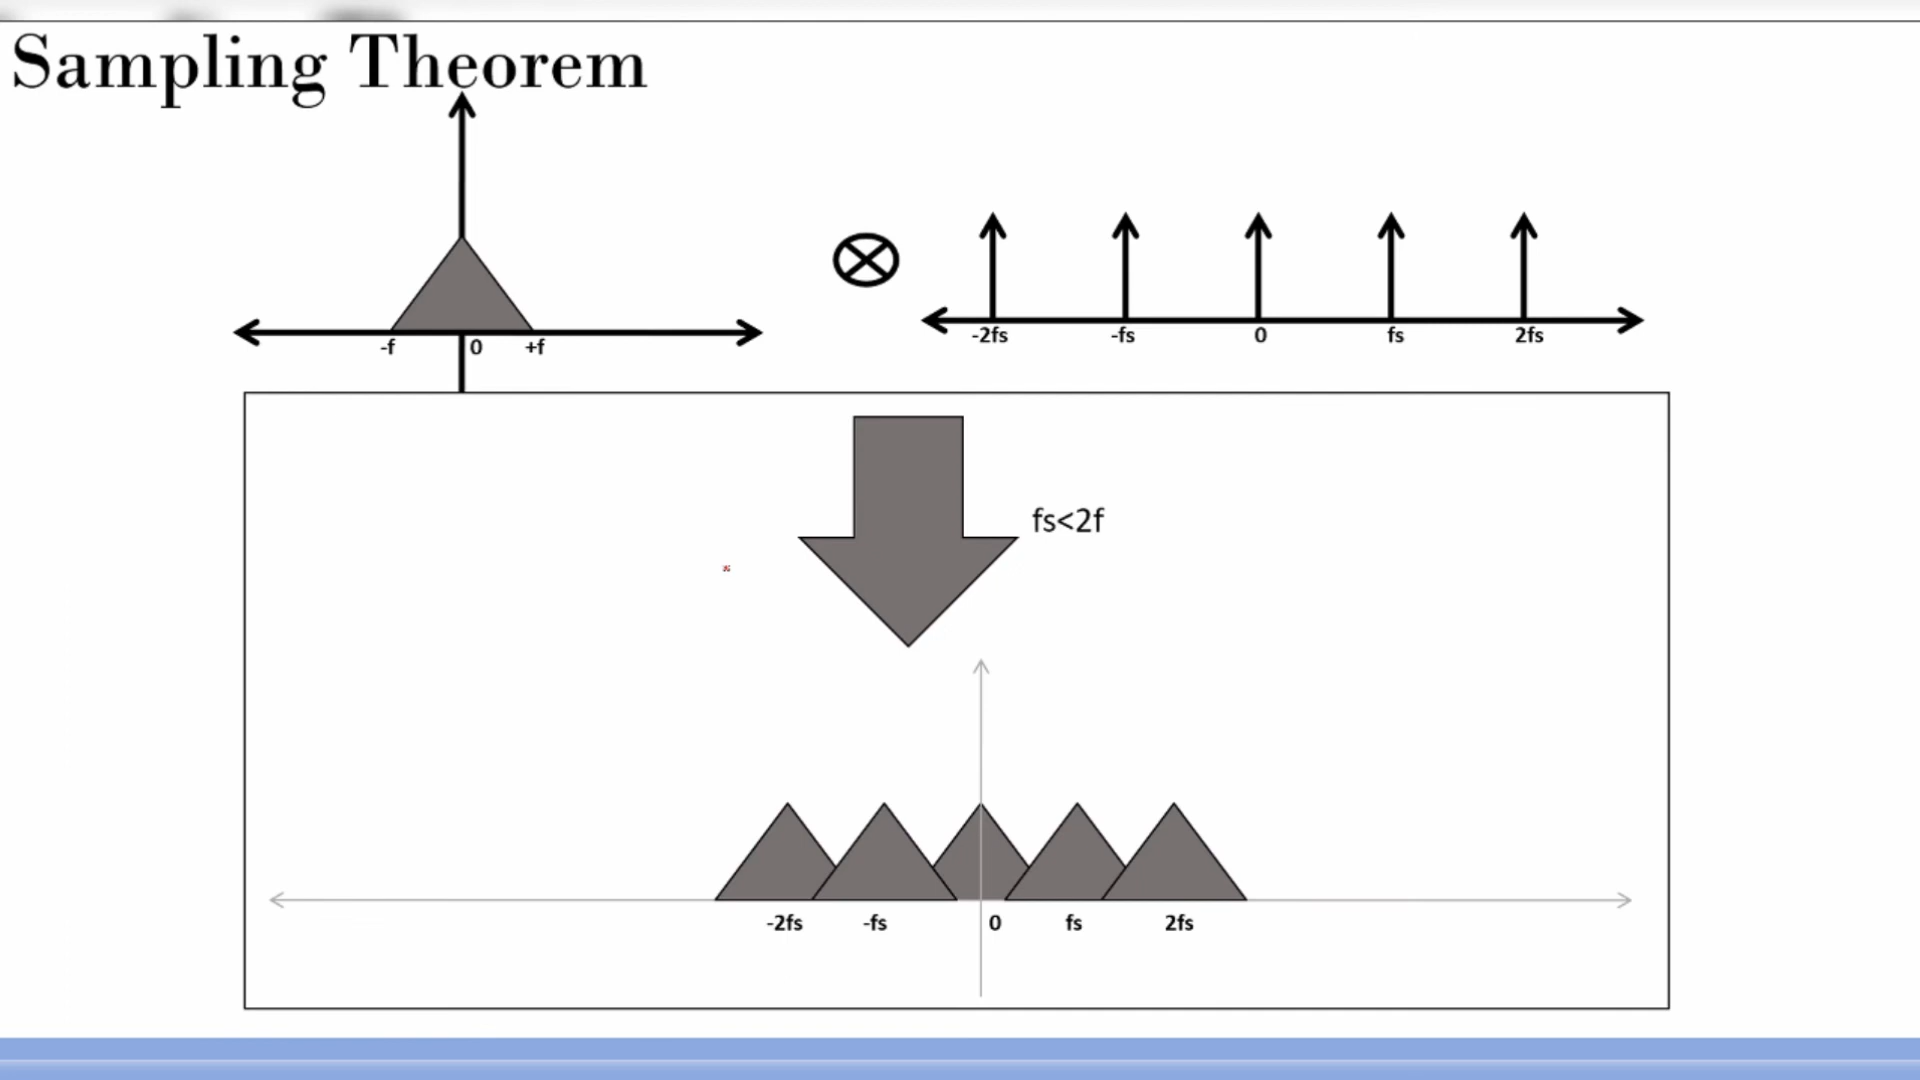 Sampling Theorem
-f 0 +f
-2fs -fs 0 fs 2fs
fs<2f
-2fs -fs 0 fs 2fs